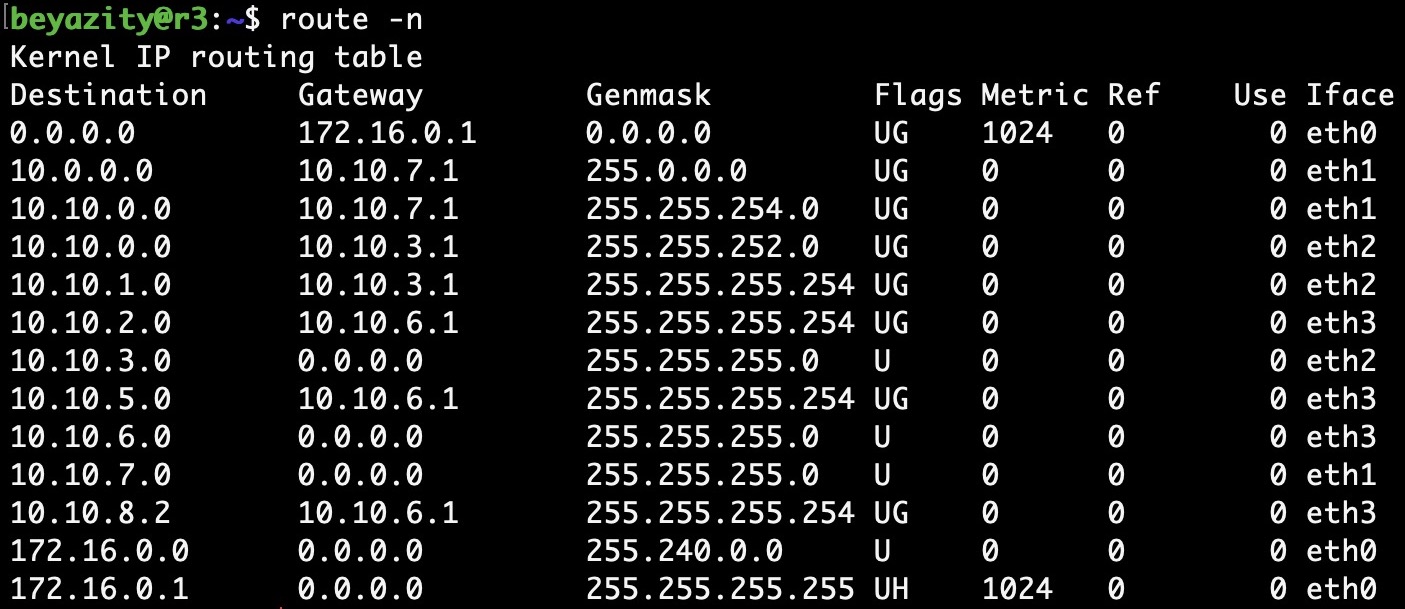 [beyazity@r3:~$ route -n
Kernel IP routing table
Destination     Gateway         Genmask         Flags Metric Ref    Use Iface
0.0.0.0         172.16.0.1      0.0.0.0         UG    1024   0        0 eth0
10.0.0.0        10.10.7.1       255.0.0.0       UG    0      0        0 eth1
10.10.0.0       10.10.7.1       255.255.254.0   UG    0      0        0 eth1
10.10.0.0       10.10.3.1       255.255.252.0   UG    0      0        0 eth2
10.10.1.0       10.10.3.1       255.255.255.254 UG    0      0        0 eth2
10.10.2.0       10.10.6.1       255.255.255.254 UG    0      0        0 eth3
10.10.3.0       0.0.0.0         255.255.255.0   U     0      0        0 eth2
10.10.5.0       10.10.6.1       255.255.255.254 UG    0      0        0 eth3
10.10.6.0       0.0.0.0         255.255.255.0   U     0      0        0 eth3
10.10.7.0       0.0.0.0         255.255.255.0   U     0      0        0 eth1
10.10.8.2       10.10.6.1       255.255.255.254 UG    0      0        0 eth3
172.16.0.0      0.0.0.0         255.240.0.0     U     0      0        0 eth0
172.16.0.1      0.0.0.0         255.255.255.255 UH    1024   0        0 eth0